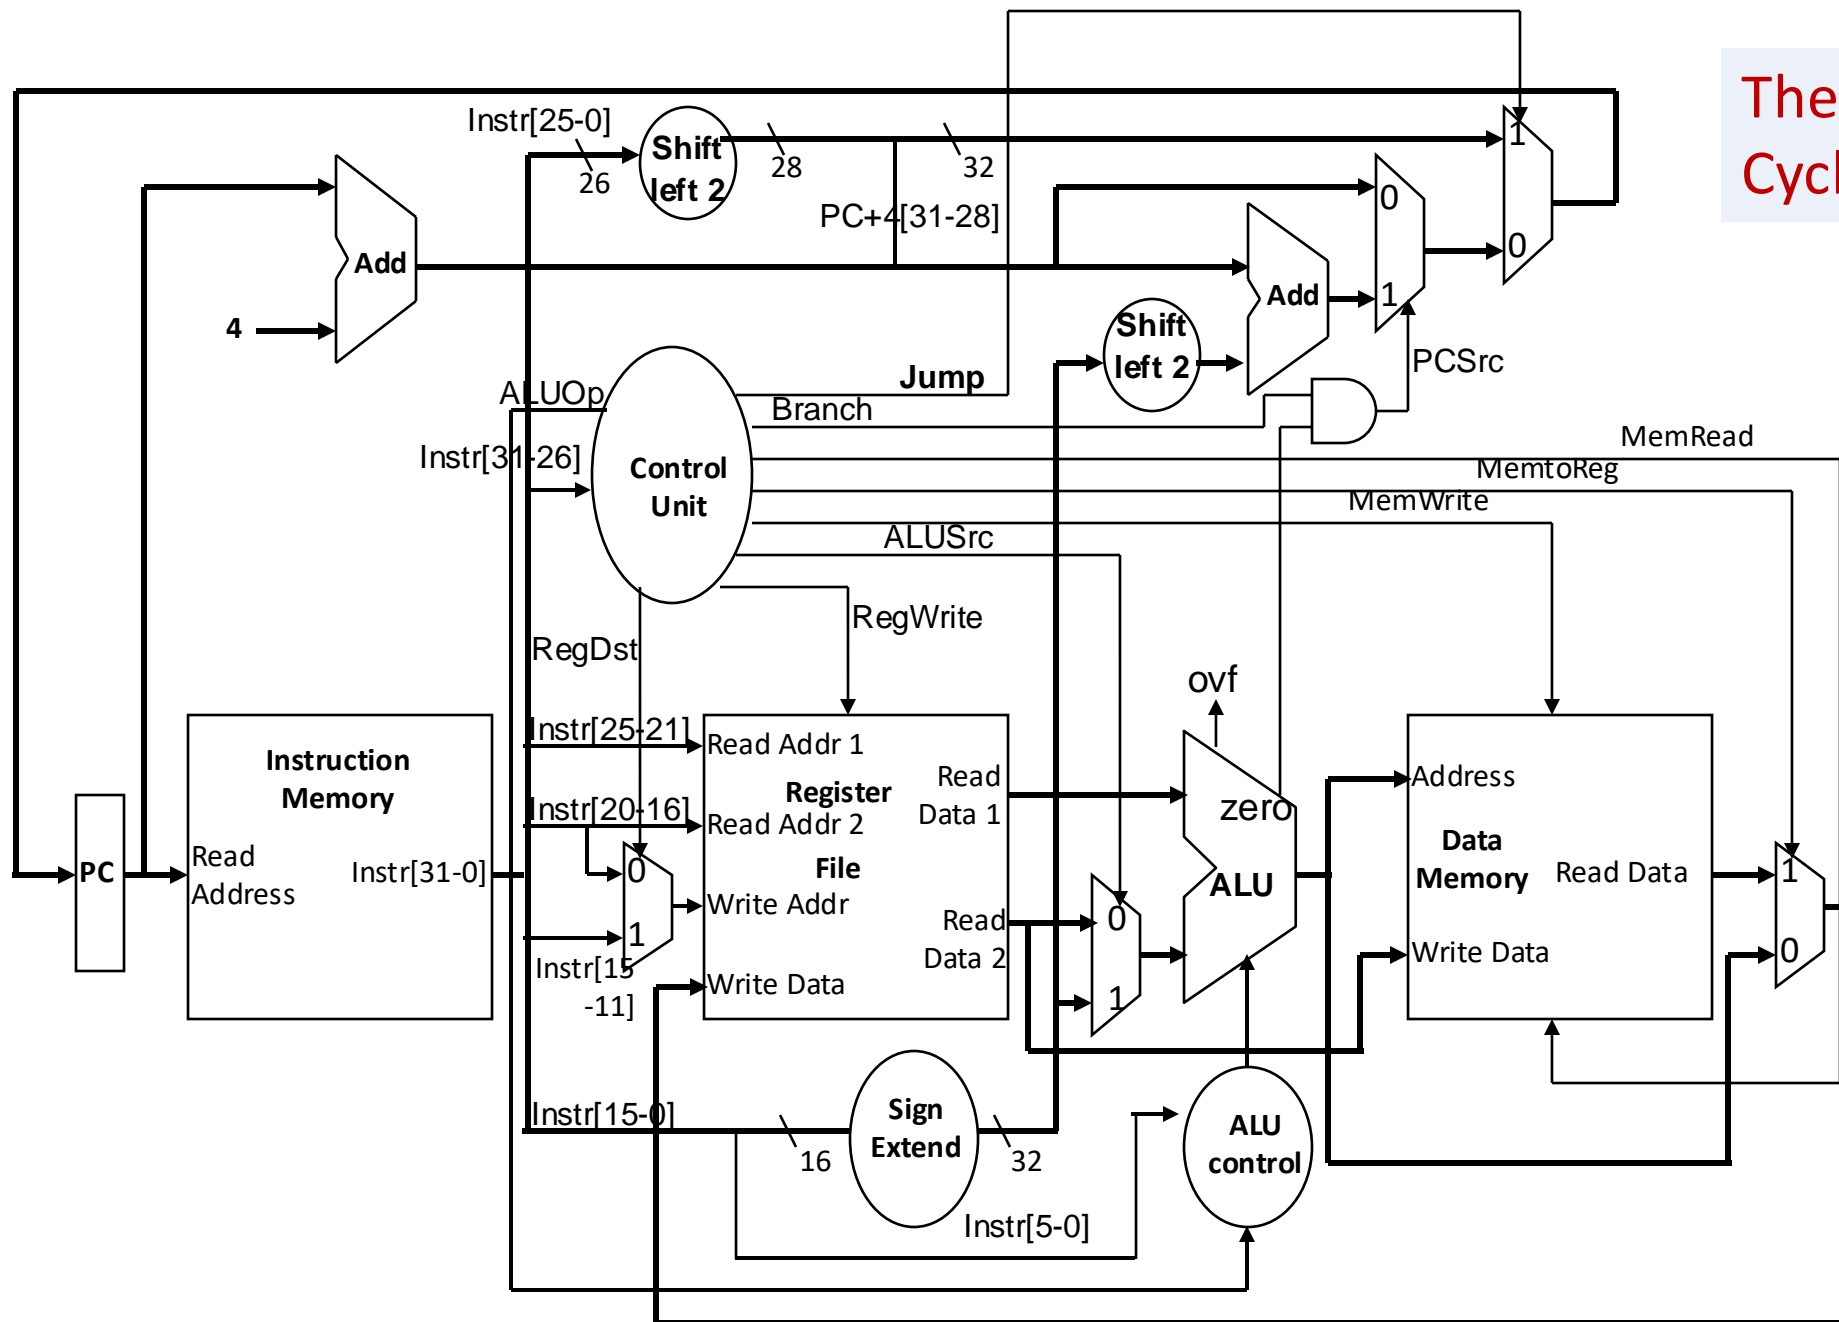 The
Cycl
Instr[25-0]
Shift
left 2
26
28
32
PC+4[31-28]
0
1
1
0
Add
4
Add
Shift
left 2
PCSrc
ALUOp
Jump
Branch
Instr[31-26]
Control
Unit
MemRead
MemtoReg
MemWrite
ALUSrc
RegWrite
RegDst
ovf
Instr[25-21]
Read Addr 1
Instruction
Memory
Register
File
Read
Data 1
Instr[20-16]
Read Addr 2
zero
Address
Data
Memory
Read Data
PC
Read
Address
Instr[31-0]
0
1
Write Addr
ALU
Read
Data 2
0
1
1
0
Write Data
Instr[15
-11]
Write Data
Instr[15-0]
Sign
Extend
16
32
ALU
control
Instr[5-0]